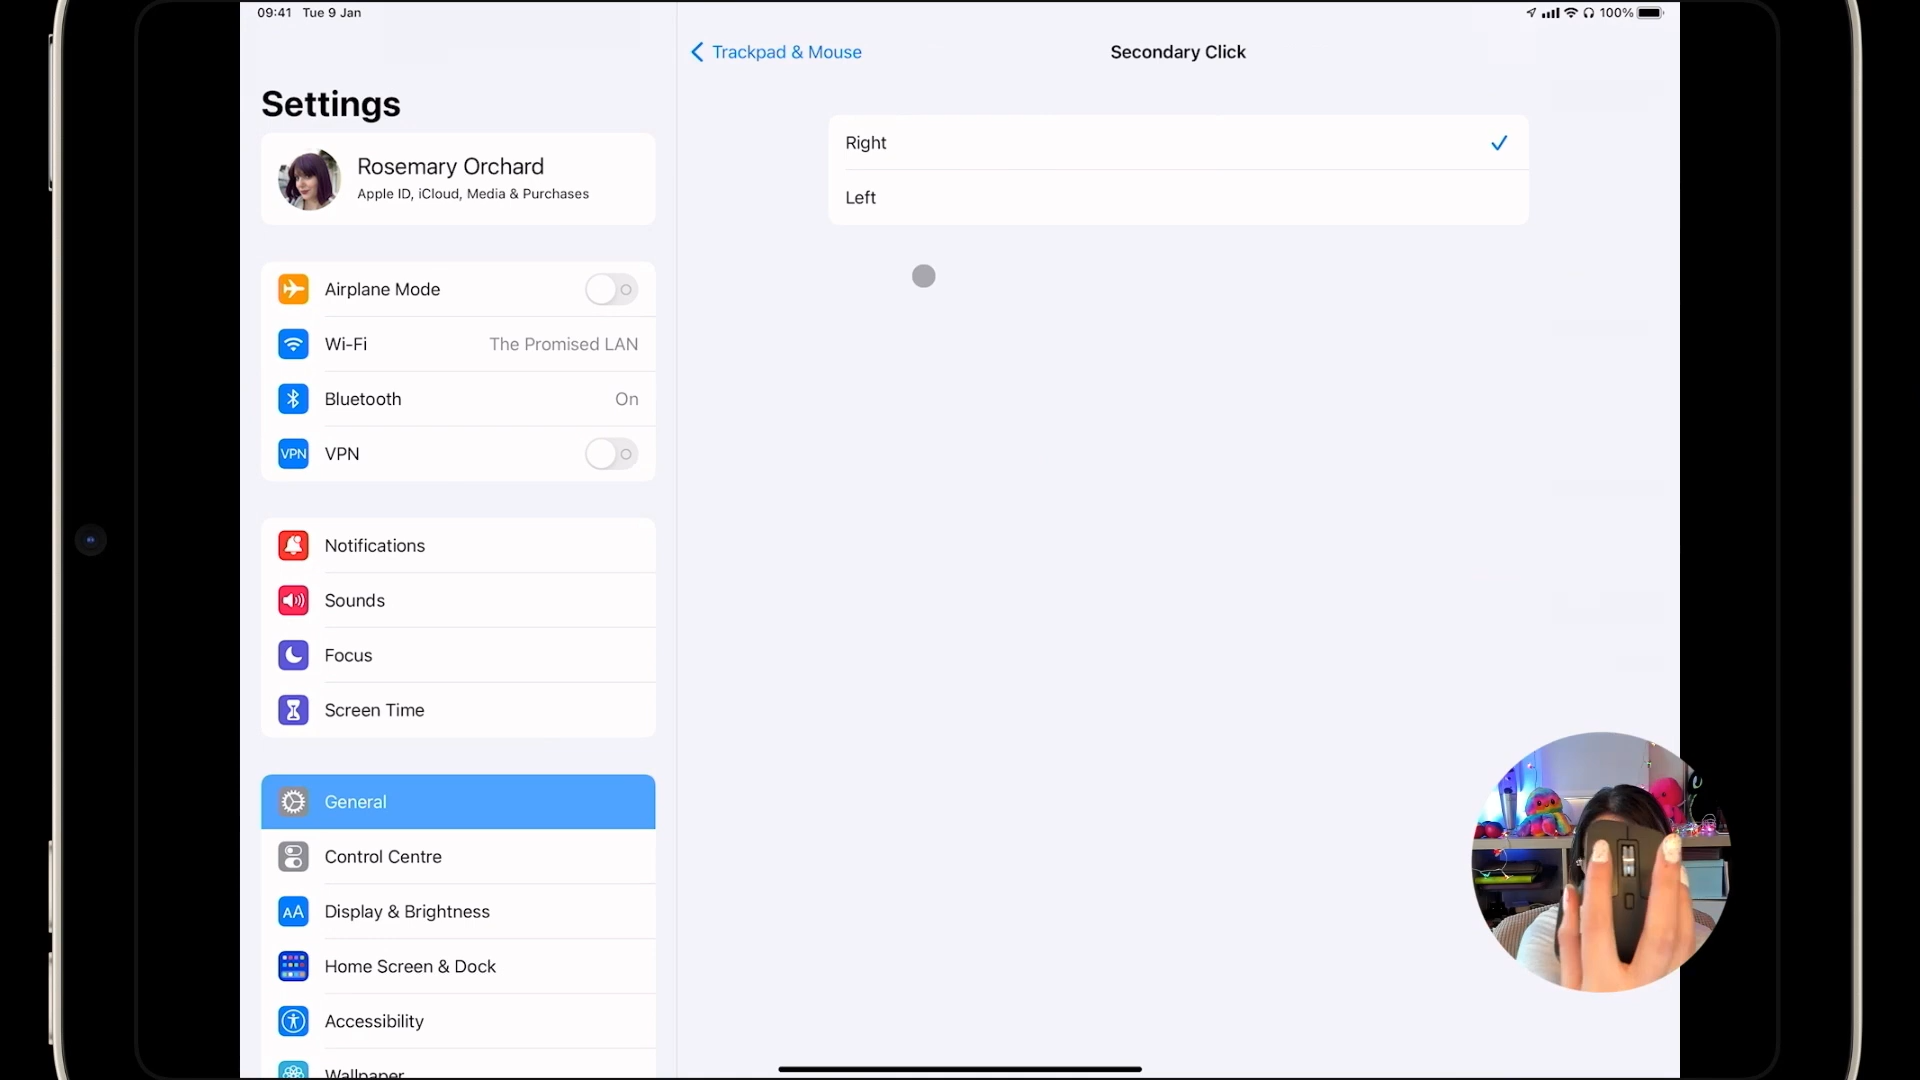 09:41 Tue 9 Jan
100%
Trackpad & Mouse
Secondary Click
Settings
Rosemary Orchard
Apple ID, iCloud, Media & Purchases
Airplane Mode
Wi-Fi The Promised LAN
Bluetooth On
VPN VPN
Notifications
Sounds
Focus
Screen Time
General
Control Centre
AA Display & Brightness
Home Screen & Dock
Accessibility
Wallpaper
Right
Left